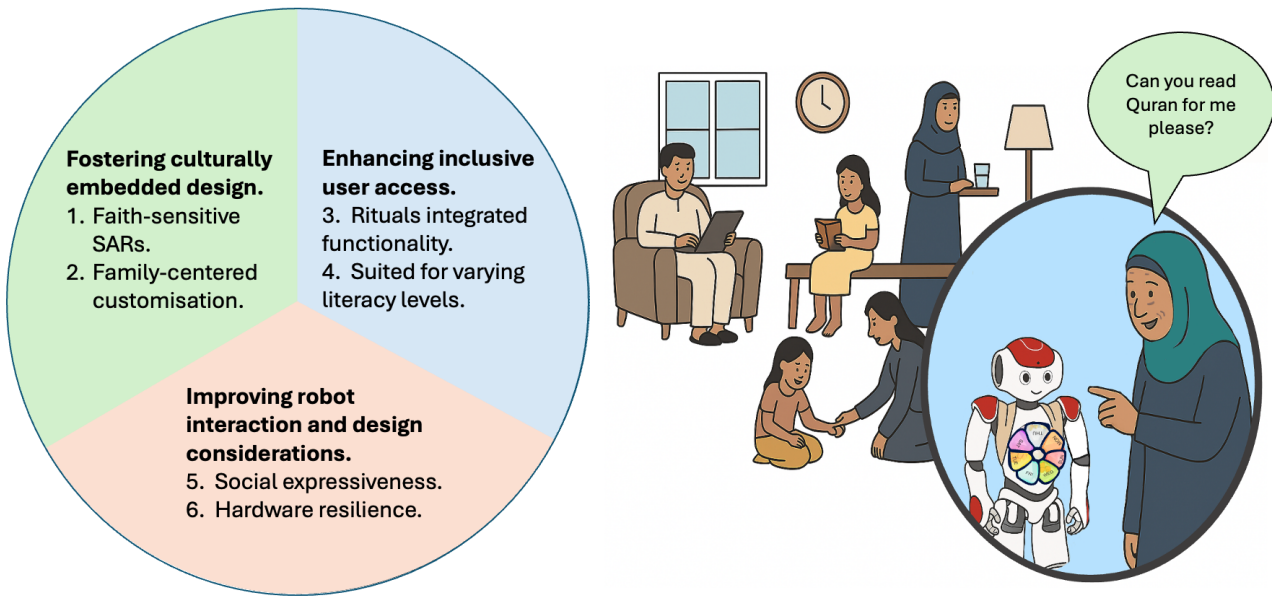 Fostering culturally
embedded design.
1. Faith-sensitive
SARs.
2. Family-centered
customisation.
Enhancing inclusive
user access.
3. Rituals integrated
functionality.
4. Suited for varying
literacy levels.
Improving robot
interaction and design
considerations.
5. Social expressiveness.
6. Hardware resilience.
Can you read
Quran for me
please?